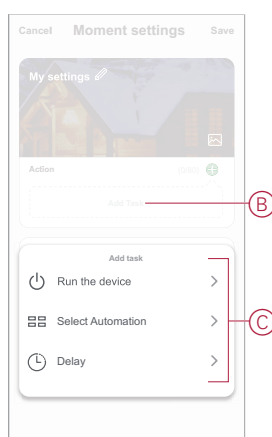 Cancel Moment settings Save
My settings
Action
Add Task
B
Add task
Run the device
Select Automation
C
Delay